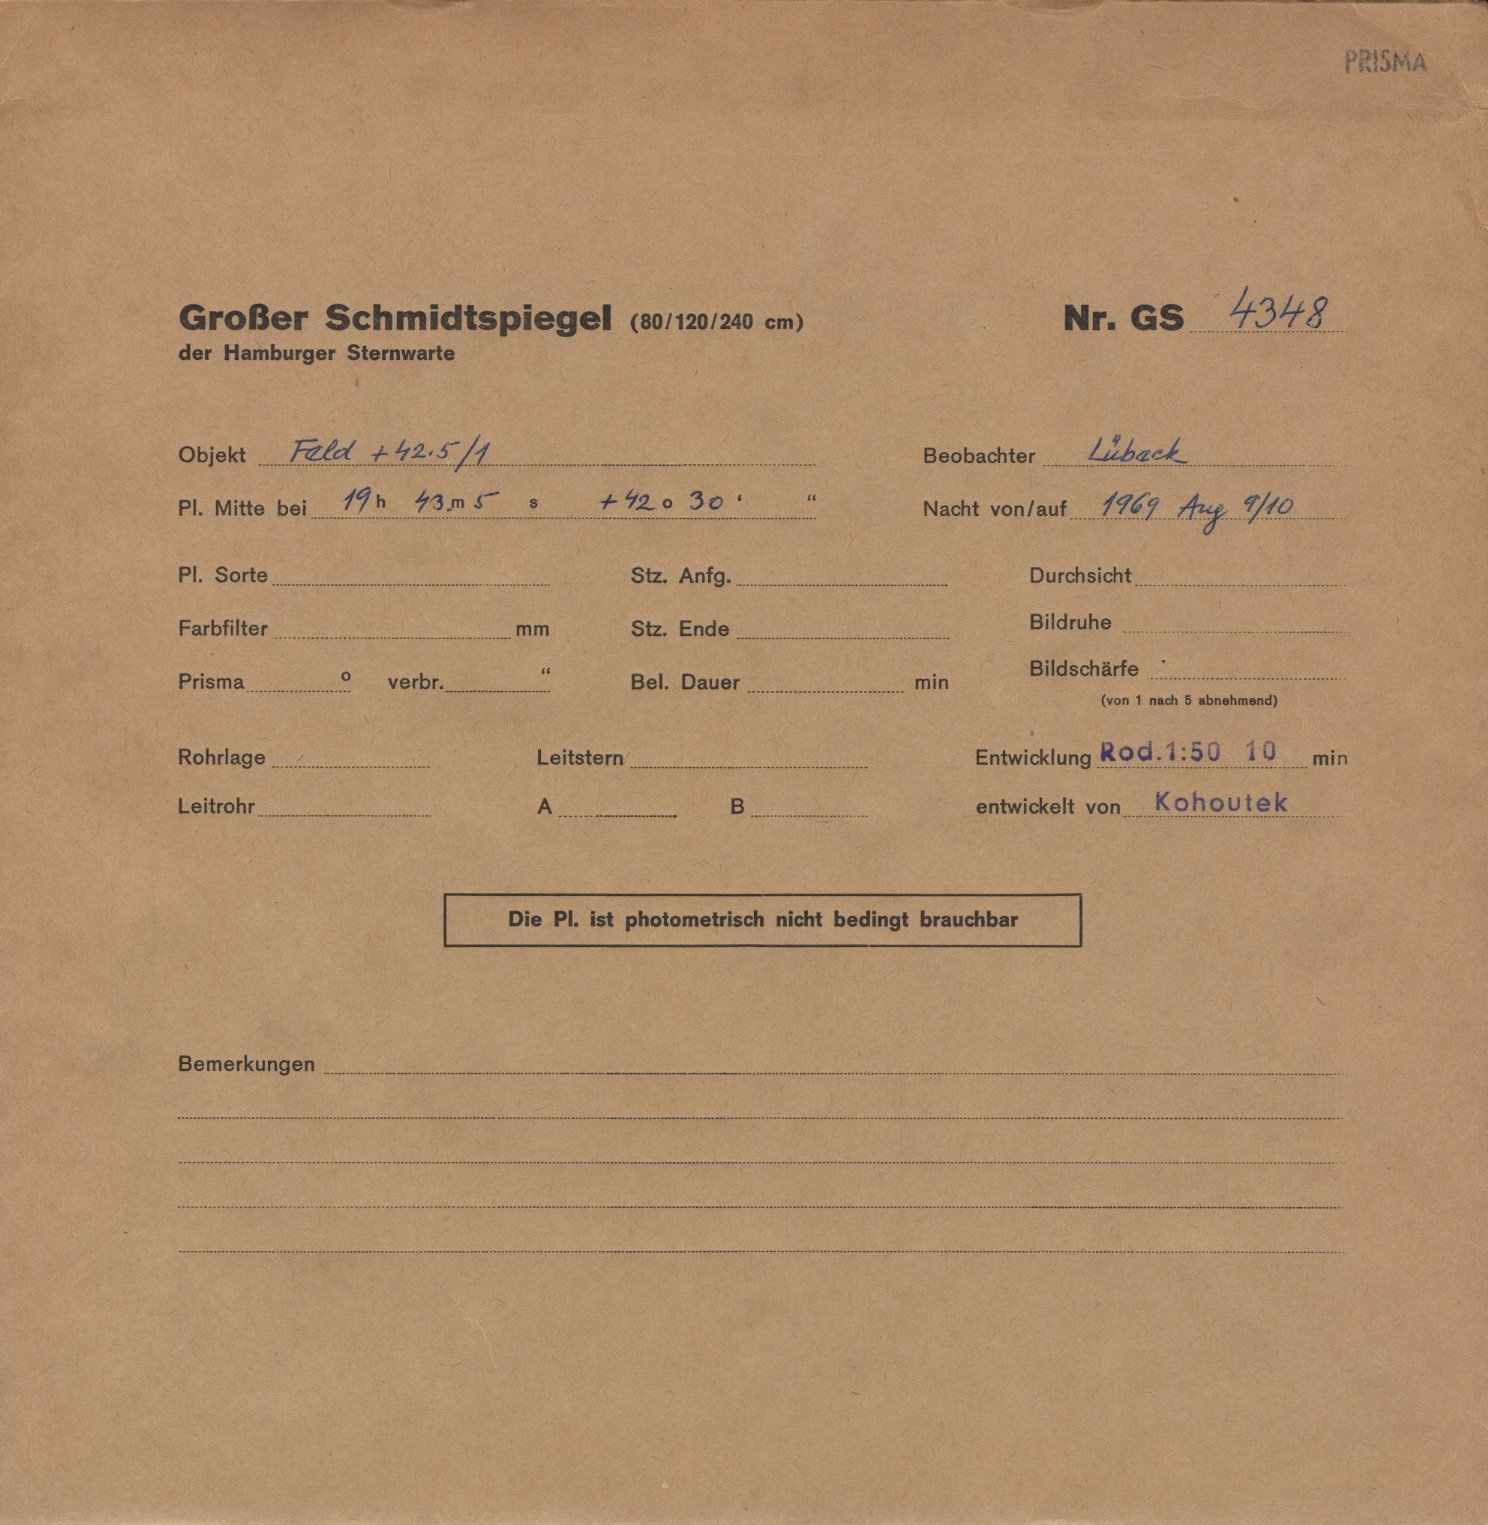 PRISMA
Großer Schmidtspiegel (80/120/240 cm) Nr. GS 4348
der Hamburger Sternwarte
Objekt Feld +42.5/1 Beobachter Lüback
Pl. Mitte bei 19 h 43. m 5 s +42 o 30 ‘ “ Nacht von/auf 1969 Aug 9/10
Pl. Sorte Stz. Anfg. Durchsicht
Farbfilter mm Stz. Ende Bildruhe
Prisma o verbr. “ Bel. Dauer min Bildschärfe
(von 1 nach 5 abnehmend)
Rohrlage Leitstern Entwicklung Rod.1:50 10 min
Leitrohr A B entwickelt von Kohoutek
Die Pl. ist photometrisch nicht bedingt brauchbar
Bemerkungen